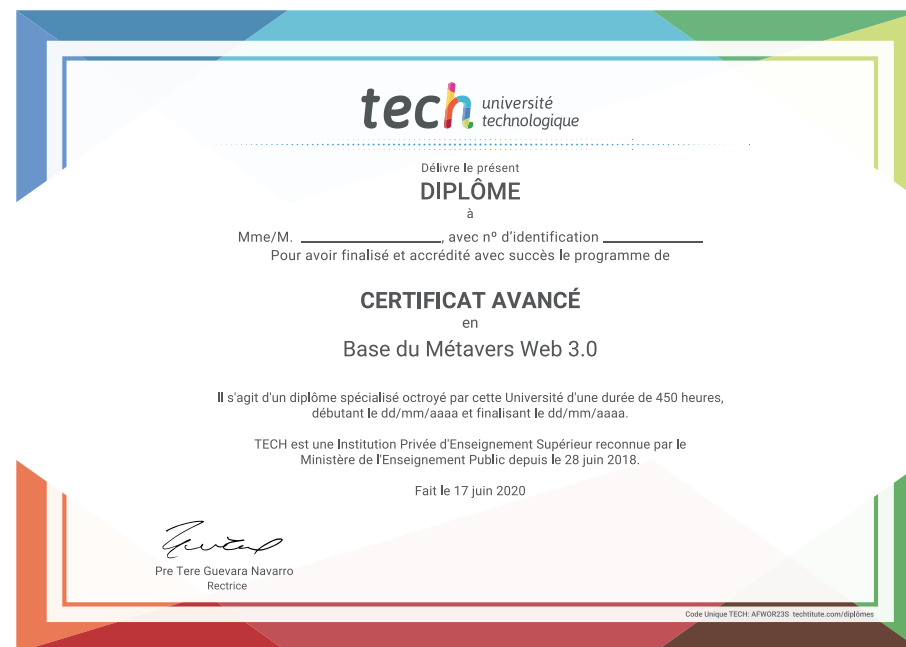 tech université
technologique
Délivre le présent
DIPLÔME
à
Mme/M. ____________________, avec nº d'identification ______________
Pour avoir finalisé et accrédité avec succès le programme de
CERTIFICAT AVANCÉ
en
Base du Métavers Web 3.0
Il s'agit d'un diplôme spécialisé octroyé par cette Université d'une durée de 450 heures,
débutant le dd/mm/aaaa et finalisant le dd/mm/aaaa.
TECH est une Institution Privée d'Enseignement Supérieur reconnue par le
Ministère de l'Enseignement Public depuis le 28 juin 2018.
Fait le 17 juin 2020
Pre Tere Guevara Navarro
Rectrice
Code Unique TECH: AFWOR23S techtitute.com/diplômes